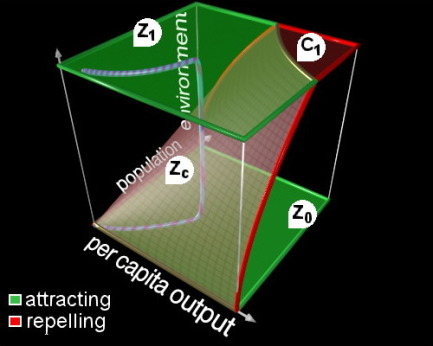 Z1
C1
environment
population
Zc
Z0
per capita output
attracting
repelling